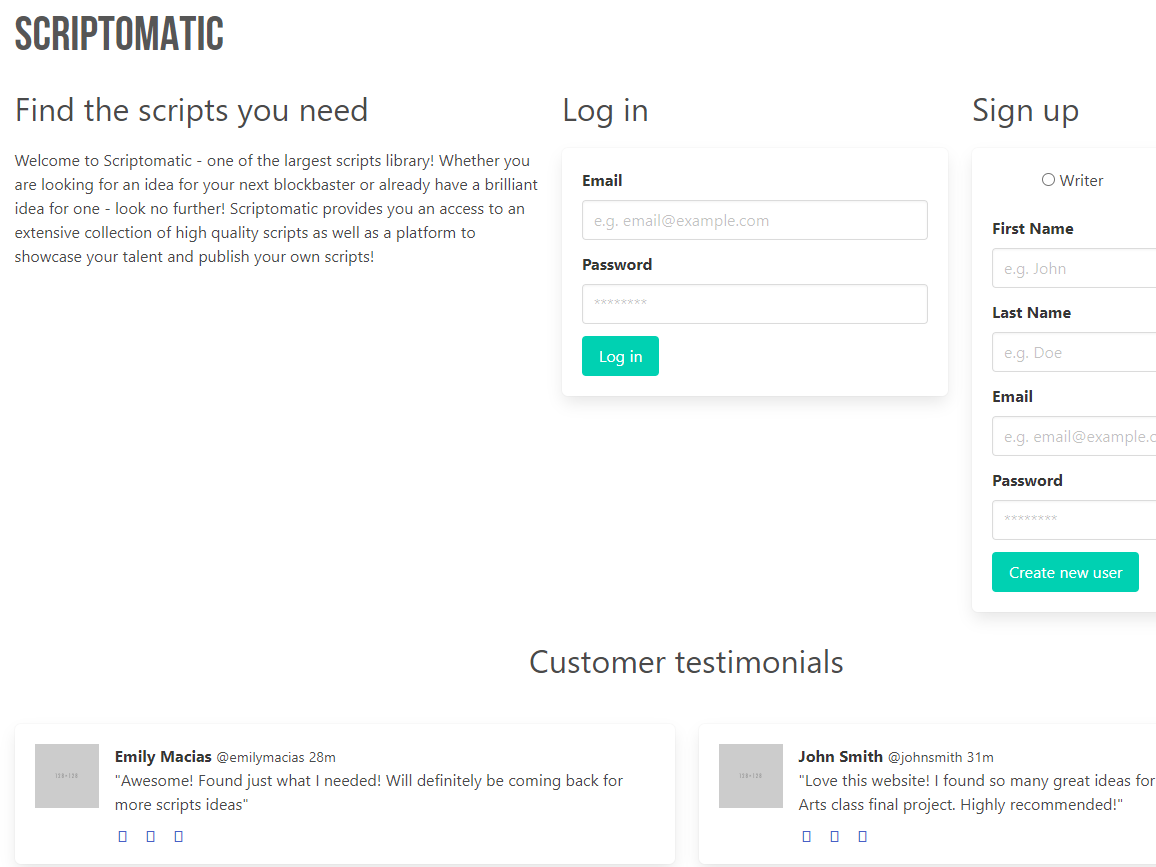 SCRIPTOMATIC
Find the scripts you need
Welcome to Scriptomatic - one of the largest scripts library! Whether you
are looking for an idea for your next blockbaster or already have a brilliant
idea for one - look no further! Scriptomatic provides you an access to an
extensive collection of high quality scripts as well as a platform to
showcase your talent and publish your own scripts!
Log in
Email
e.g. email@example.com
Password
********
Log in
Sign up
Writer
First Name
e.g. John
Last Name
e.g. Doe
Email
e.g. email@example.c
Password
********
Create new user
Customer testimonials
128×128
Emily Macias @emilymacias 28m
"Awesome! Found just what I needed! Will definitely be coming back for
more scripts ideas"
128×128
John Smith @johnsmith 31m
"Love this website! I found so many great ideas for
Arts class final project. Highly recommended!"